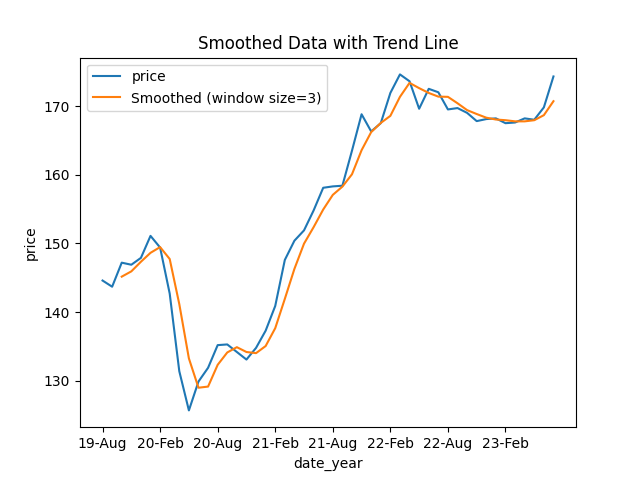 Smoothed Data with Trend Line
price
Smoothed (window size=3)
170
160
150
140
130
price
19-Aug 20-Feb 20-Aug 21-Feb 21-Aug 22-Feb 22-Aug 23-Feb
date_year